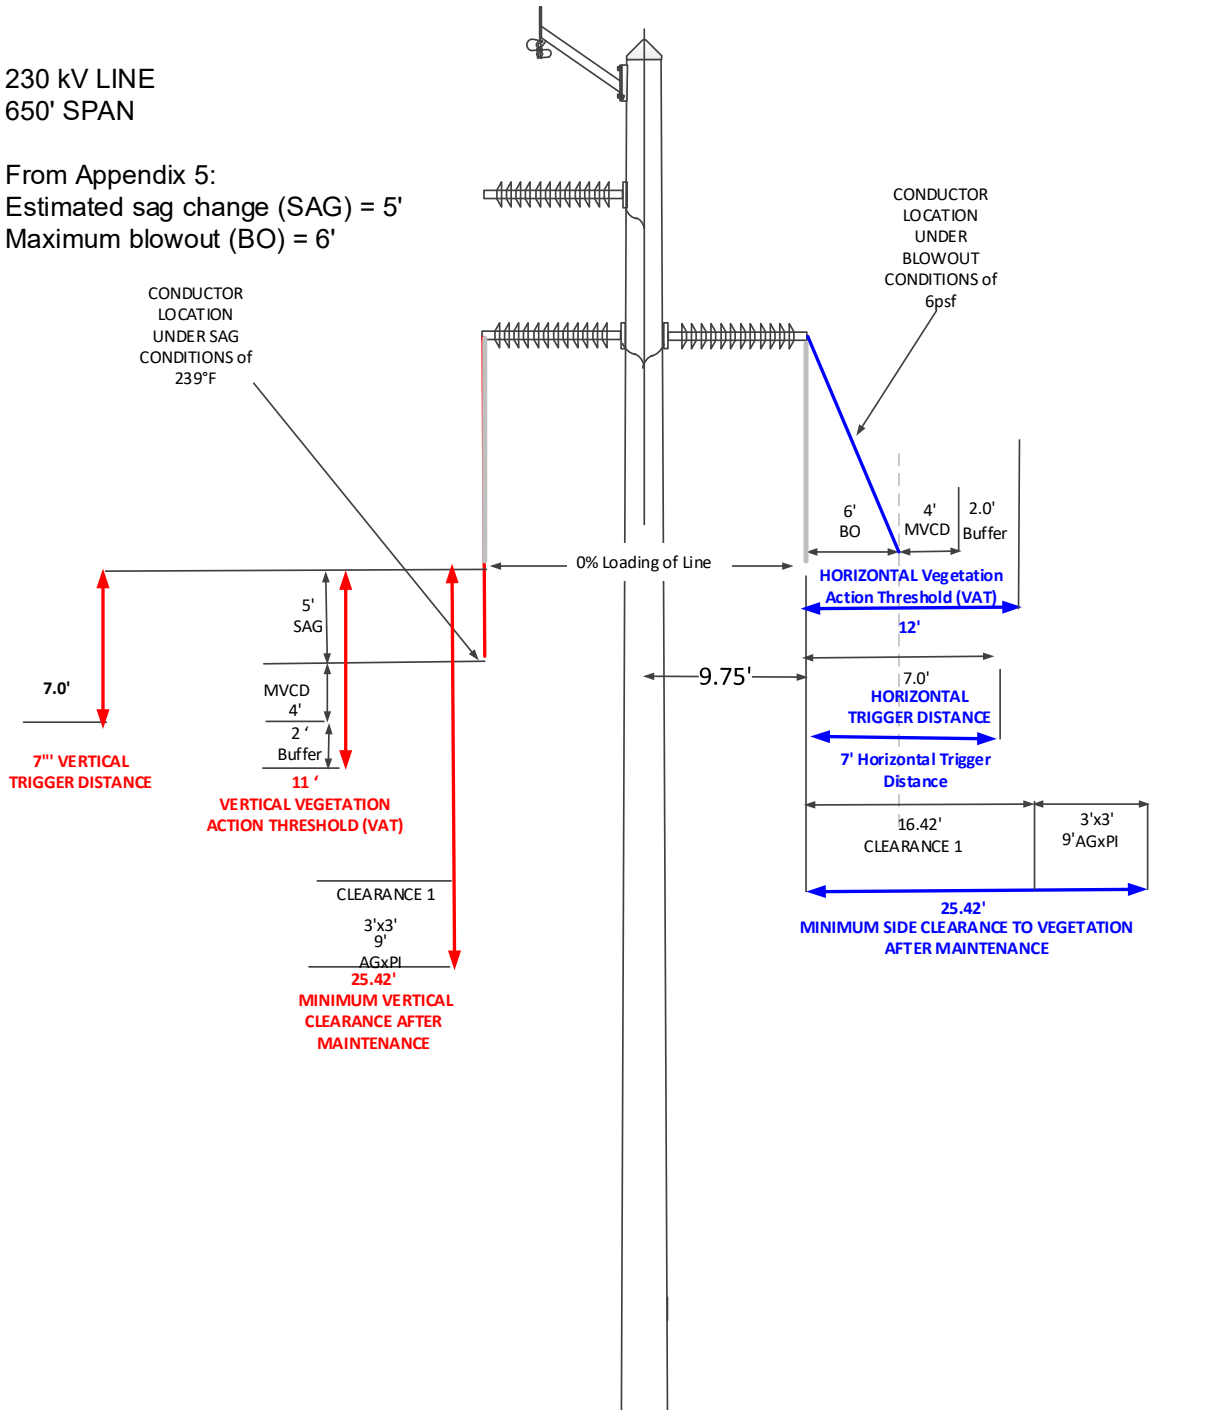 230 kV LINE
650' SPAN
From Appendix 5:
Estimated sag change (SAG) = 5'
Maximum blowout (BO) = 6'
CONDUCTOR
LOCATION
UNDER SAG
CONDITIONS of
239°F
CONDUCTOR
LOCATION
UNDER
BLOWOUT
CONDITIONS of
6psf
6'
BO
4'
MVCD
2.0'
Buffer
0% Loading of Line
HORIZONTAL Vegetation
Action Threshold (VAT)
12'
5'
SAG
7.0'
MVCD
4'
2 ‘
Buffer
7"' VERTICAL
TRIGGER DISTANCE
11 ‘
VERTICAL VEGETATION
ACTION THRESHOLD (VAT)
9.75'
7.0'
HORIZONTAL
TRIGGER DISTANCE
7' Horizontal Trigger
Distance
16.42'
CLEARANCE 1
3'x3'
9'AGxPI
25.42'
MINIMUM SIDE CLEARANCE TO VEGETATION
AFTER MAINTENANCE
CLEARANCE 1
3'x3'
9'
AGxPI
25.42'
MINIMUM VERTICAL
CLEARANCE AFTER
MAINTENANCE